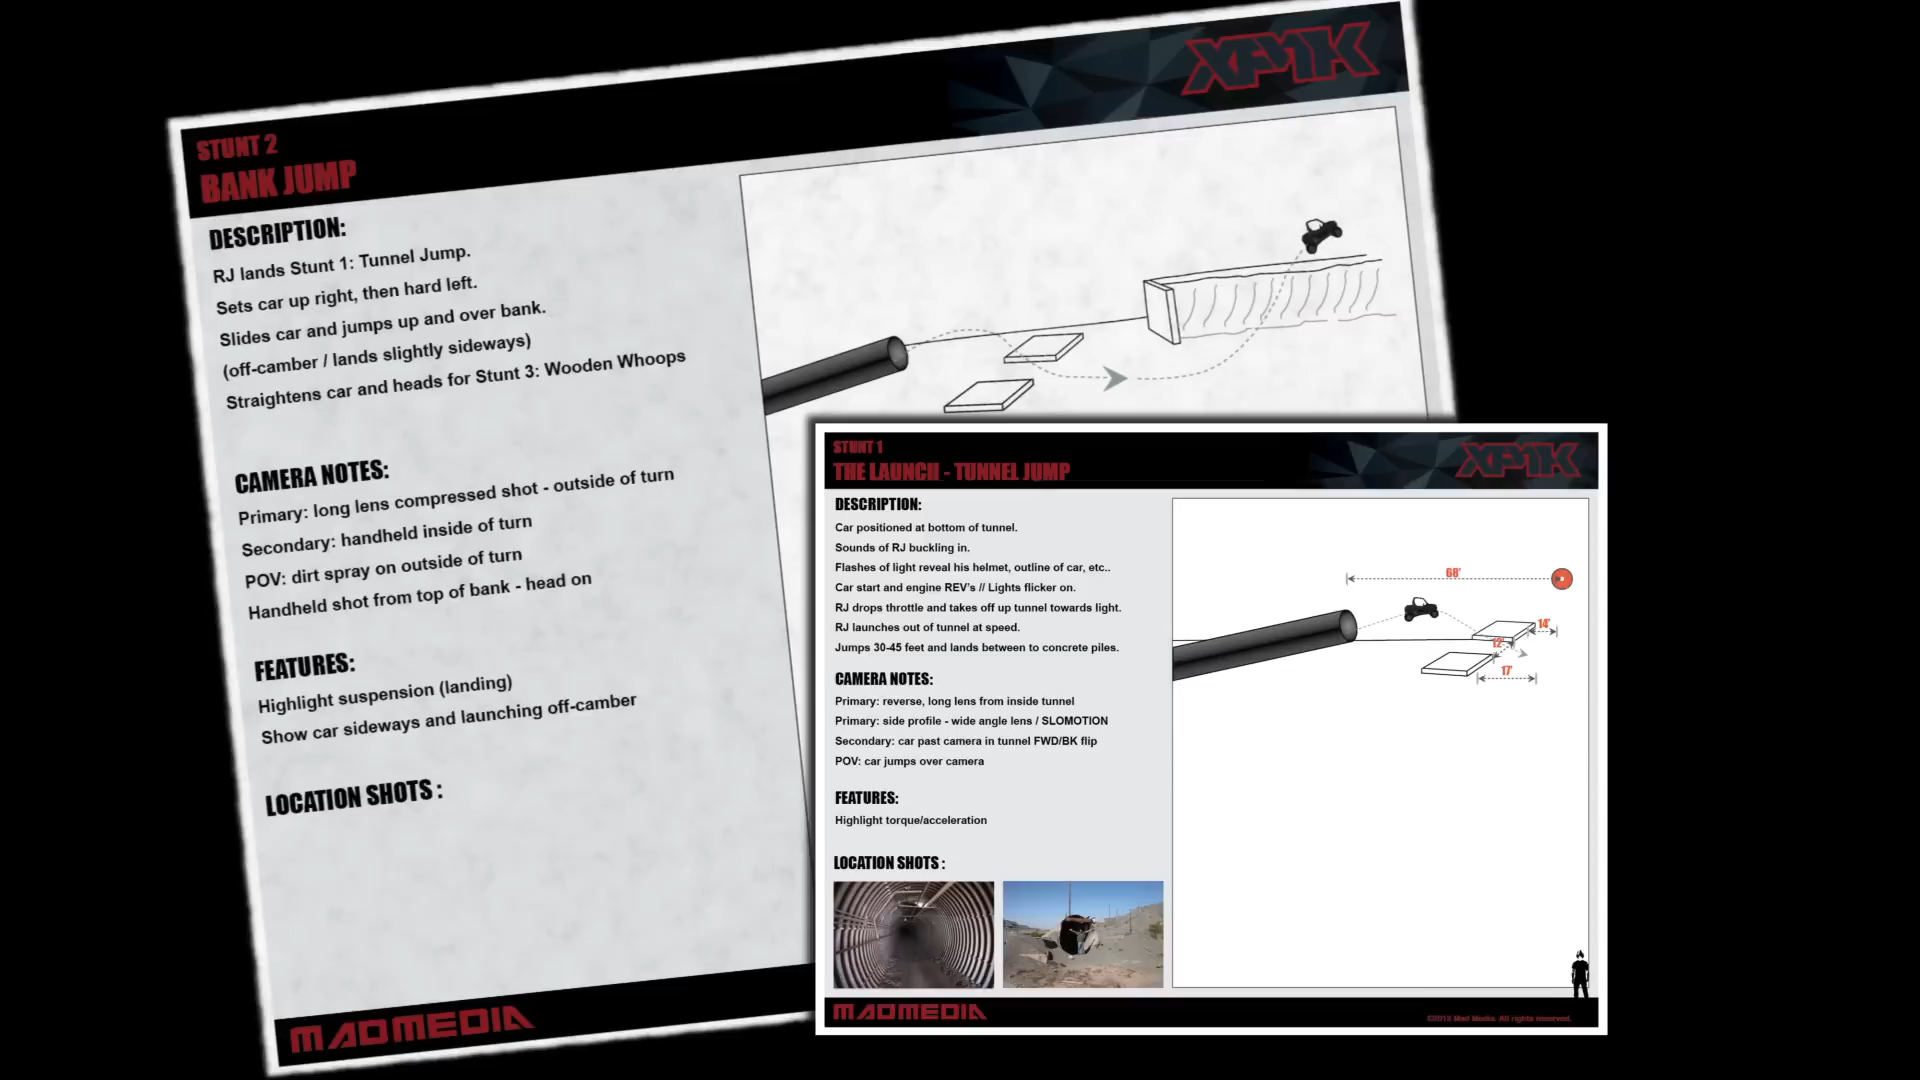 XP1K
STUNT 2
BANK JUMP
DESCRIPTION:
RJ lands Stunt 1: Tunnel Jump.
Sets car up right, then hard left.
Slides car and jumps up and over bank.
(off-camber / lands slightly sideways)
Straightens car and heads for Stunt 3: Wooden Whoops
CAMERA NOTES:
Primary: long lens compressed shot - outside of turn
Secondary: handheld inside of turn
POV: dirt spray on outside of turn
Handheld shot from top of bank - head on
FEATURES:
Highlight suspension (landing)
Show car sideways and launching off-camber
LOCATION SHOTS :
MADMEDIA
STUNT 1
THE LAUNCH - TUNNEL JUMP
XP1K
DESCRIPTION:
Car positioned at bottom of tunnel.
Sounds of RJ buckling in.
Flashes of light reveal his helmet, outline of car, etc..
Car start and engine REV's // Lights flicker on.
RJ drops throttle and takes off up tunnel towards light.
RJ launches out of tunnel at speed.
Jumps 30-45 feet and lands between to concrete piles.
CAMERA NOTES:
Primary: reverse, long lens from inside tunnel
Primary: side profile - wide angle lens / SLOMOTION
Secondary: car past camera in tunnel FWD/BK flip
POV: car jumps over camera
FEATURES:
Highlight torque/acceleration
LOCATION SHOTS :
68'
14'
12'
17'
MADMEDIA
©2013 Mad Media. All rights reserved.